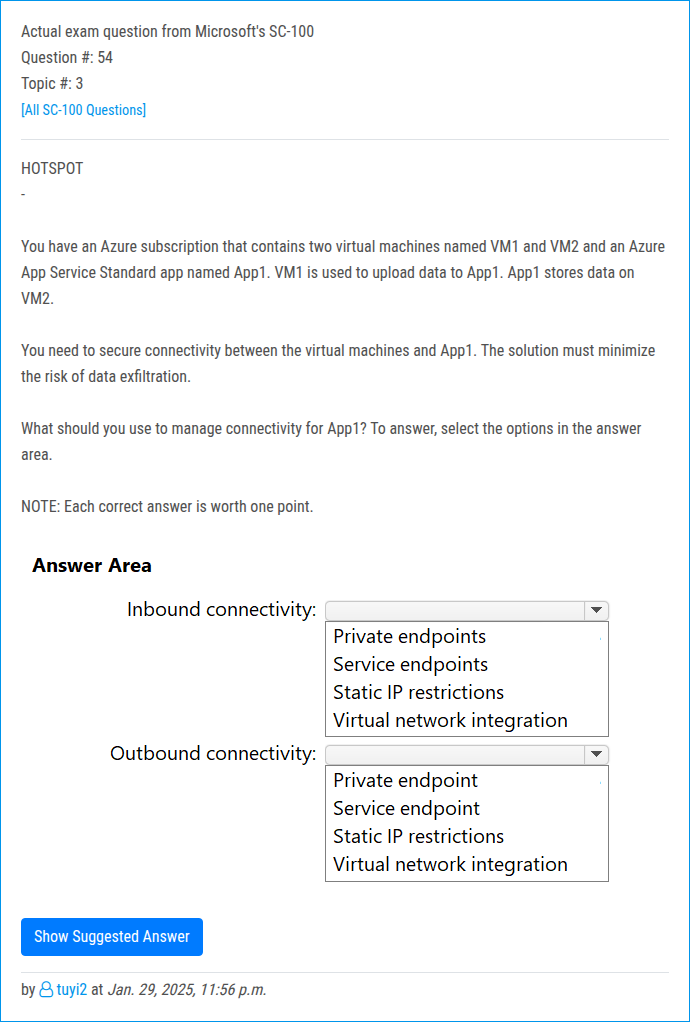 Actual exam question from Microsoft's SC-100
Question #: 54
Topic #: 3
[All SC-100 Questions]
HOTSPOT
-
You have an Azure subscription that contains two virtual machines named VM1 and VM2 and an Azure
App Service Standard app named App1. VM1 is used to upload data to App1. App1 stores data on
VM2.
You need to secure connectivity between the virtual machines and App1. The solution must minimize
the risk of data exfiltration.
What should you use to manage connectivity for App1? To answer, select the options in the answer
area.
NOTE: Each correct answer is worth one point.
Answer Area
Inbound connectivity:
Private endpoints
Service endpoints
Static IP restrictions
Virtual network integration
Outbound connectivity:
Private endpoint
Service endpoint
Static IP restrictions
Virtual network integration
Show Suggested Answer
by tuyi2 at Jan. 29, 2025, 11:56 p.m.